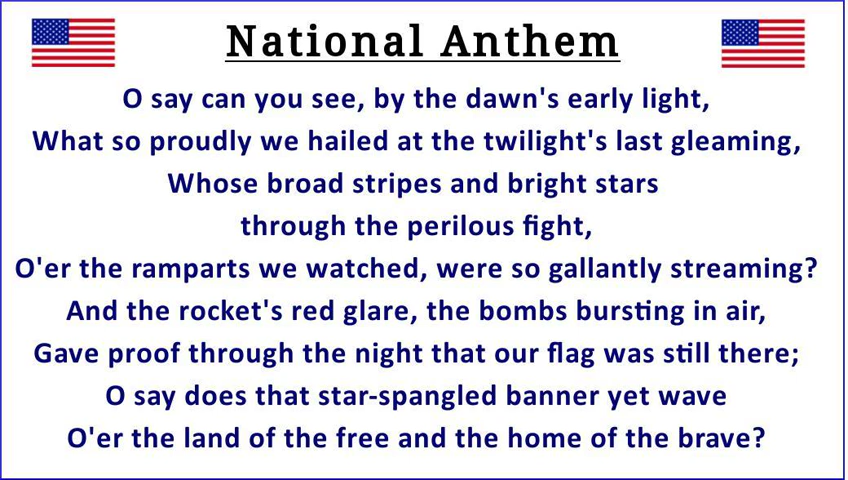 National Anthem
O say can you see, by the dawn's early light,
What so proudly we hailed at the twilight's last gleaming,
Whose broad stripes and bright stars
through the perilous fight,
O'er the ramparts we watched, were so gallantly streaming?
And the rocket's red glare, the bombs bursting in air,
Gave proof through the night that our flag was still there;
O say does that star-spangled banner yet wave
O'er the land of the free and the home of the brave?